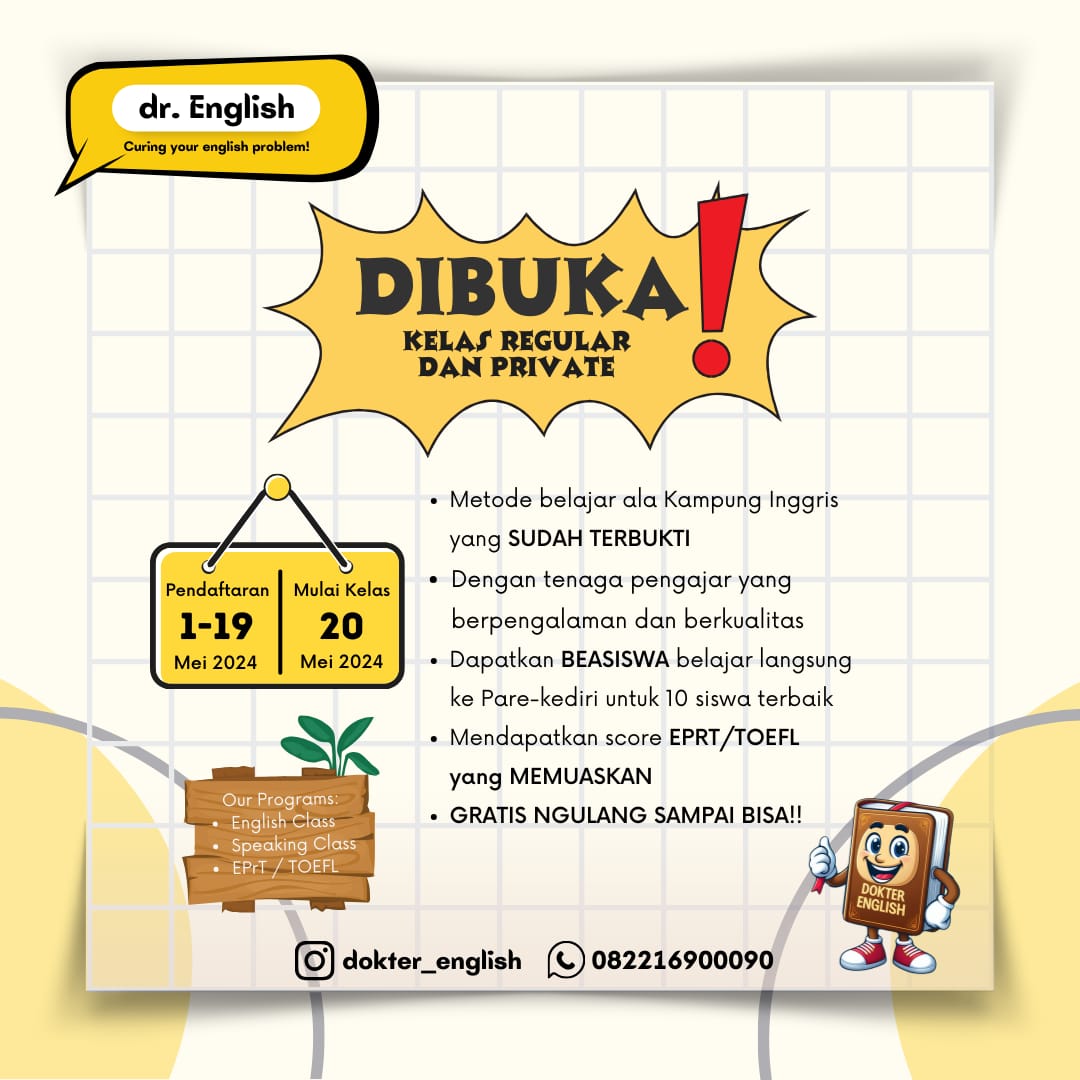 dr. English
Curing your english problem!
DIBUKA!
KELAS REGULAR
DAN PRIVATE
Pendaftaran
1-19
Mei 2024
Mulai Kelas
20
Mei 2024
• Metode belajar ala Kampung Inggris
yang SUDAH TERBUKTI
• Dengan tenaga pengajar yang
berpengalaman dan berkualitas
• Dapatkan BEASISWA belajar langsung
ke Pare-kediri untuk 10 siswa terbaik
• Mendapatkan score EPRT/TOEFL
yang MEMUASKAN
• GRATIS NGULANG SAMPAI BISA!!
Our Programs:
• English Class
• Speaking Class
• EPrT / TOEFL
DOKTER
ENGLISH
dokter_english
082216900090